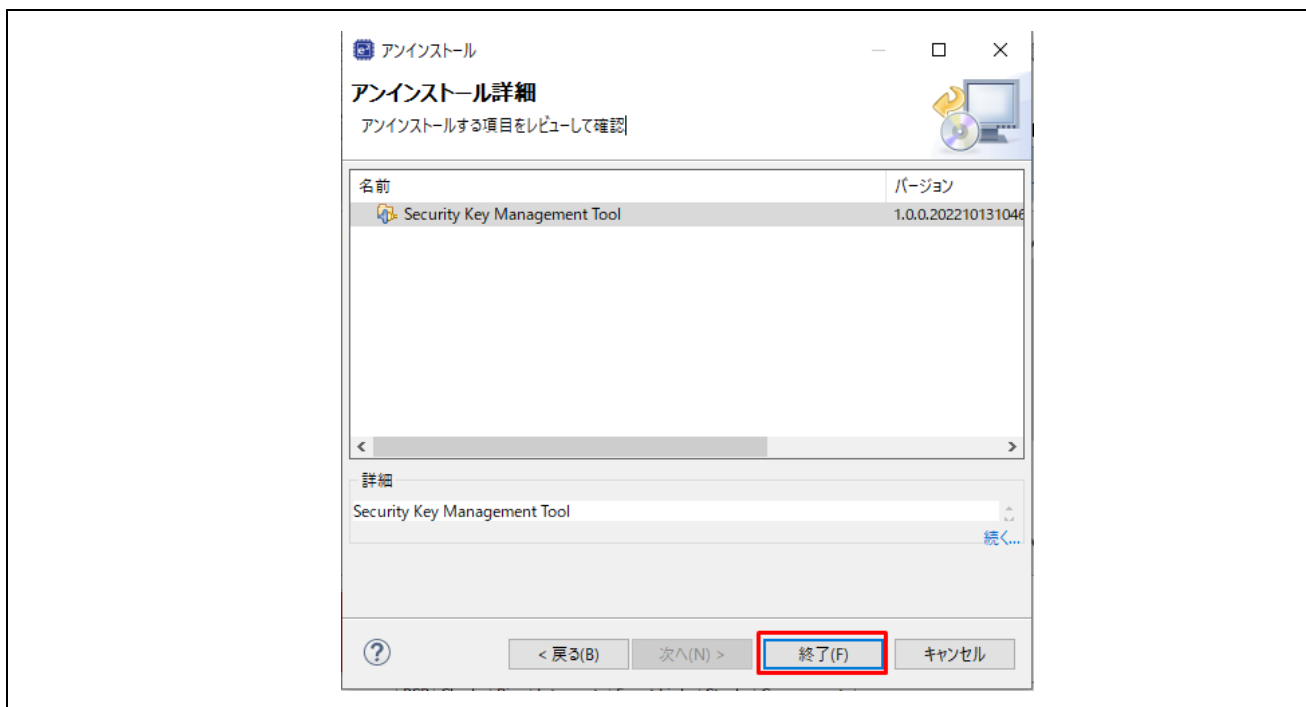 アンインストール
アンインストール詳細
アンインストールする項目をレビューして確認
名前 バージョン
Security Key Management Tool 1.0.0.202210131046
詳細
Security Key Management Tool
続く...
< 戻る(B) 次へ(N) > 終了(F) キャンセル